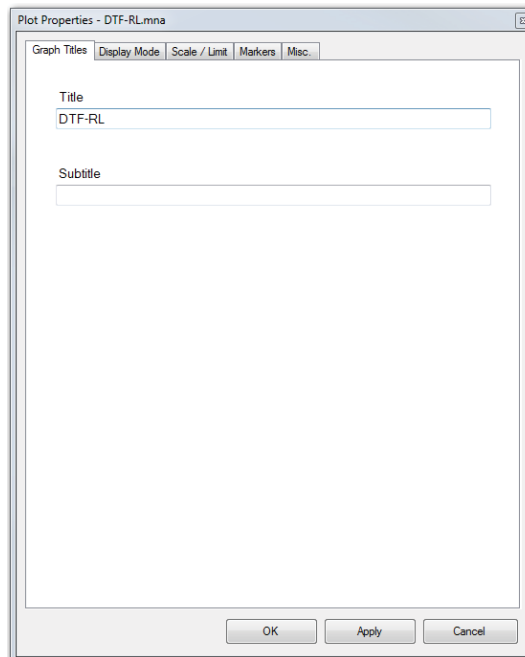 Plot Properties - DTF-RL.mna
Graph Titles Display Mode Scale / Limit Markers Misc.
Title
DTF-RL
Subtitle
OK Apply Cancel